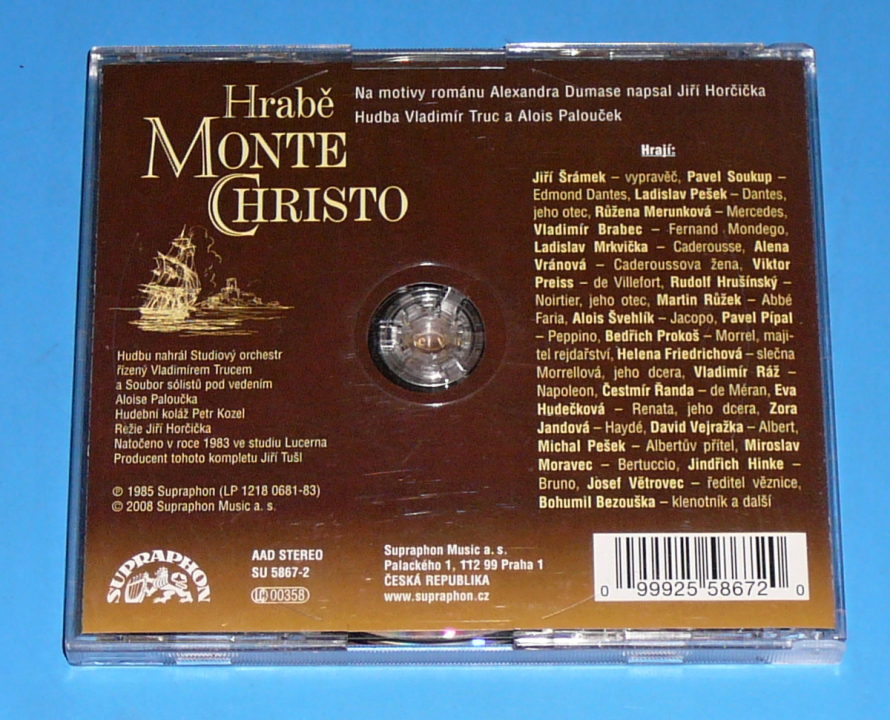 Hrabě
MONTE
CHRISTO
Na motivy románu Alexandra Dumase napsal Jiří Horčička
Hudba Vladimír Truc a Alois Palouček
Hrají:
Jiří Šrámek – vypravěč, Pavel Soukup –
Edmond Dantes, Ladislav Pešek – Dantes,
jeho otec, Růžena Merunková – Mercedes,
Vladimír Brabec – Fernand Mondego,
Ladislav Mrkvička – Caderousse, Alena
Vránová – Caderoussova žena, Viktor
Preiss – de Villefort, Rudolf Hrušínský –
Noirtier, jeho otec, Martin Růžek – Abbé
Faria, Alois Švehlík – Jacopo, Pavel Pípal
– Peppino, Bedřich Prokoš – Morrel, maji-
tel rejdařství, Helena Friedrichová – slečna
Morrellová, jeho dcera, Vladimír Ráž –
Napoleon, Čestmír Řanda – de Méran, Eva
Hudečková – Renata, jeho dcera, Zora
Jandová – Haydé, David Vejražka – Albert,
Michal Pešek – Albertův přítel, Miroslav
Moravec – Bertuccio, Jindřich Hinke –
Bruno, Josef Větrovec – ředitel věznice,
Bohumil Bezouška – klenotník a další
Hudbu nahrál Studiový orchestr
řízený Vladimírem Trucem
a Soubor sólistů pod vedením
Aloise Paloučka
Hudební koláž Petr Kozel
Režie Jiří Horčička
Natočeno v roce 1983 ve studiu Lucerna
Producent tohoto kompletu Jiří Tušl
℗ 1985 Supraphon (LP 1218 0681-83)
© 2008 Supraphon Music a. s.
SUPRAPHON
AAD STEREO
SU 5867-2
LC 00358
Supraphon Music a. s.
Palackého 1, 112 99 Praha 1
ČESKÁ REPUBLIKA
www.supraphon.cz
0 99925 58672 0